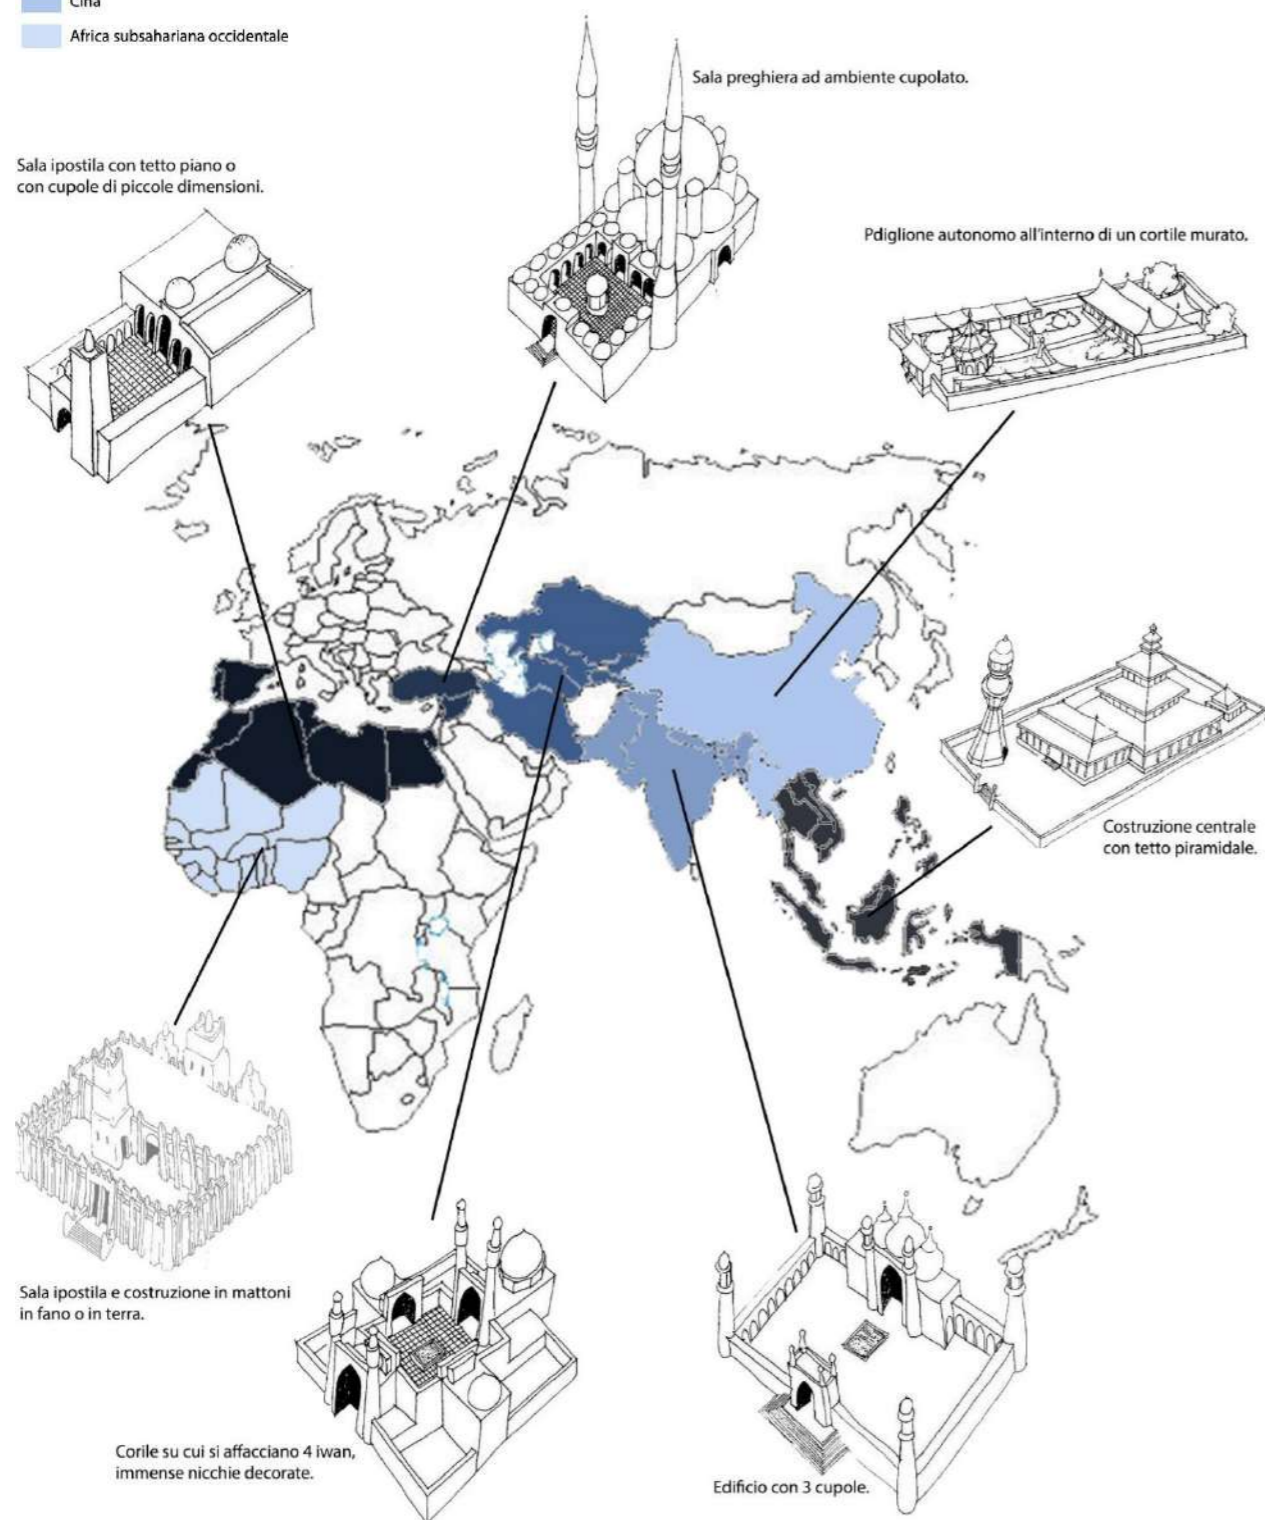 Cina
Africa subsahariana occidentale
Sala preghiera ad ambiente cupolato.
Sala ipostila con tetto piano o
con cupole di piccole dimensioni.
Pdiglione autonomo all'interno di un cortile murato.
Costruzione centrale
con tetto piramidale.
Sala ipostila e costruzione in mattoni
in fano o in terra.
Corile su cui si affacciano 4 iwan,
immense nicchie decorate.
Edificio con 3 cupole.